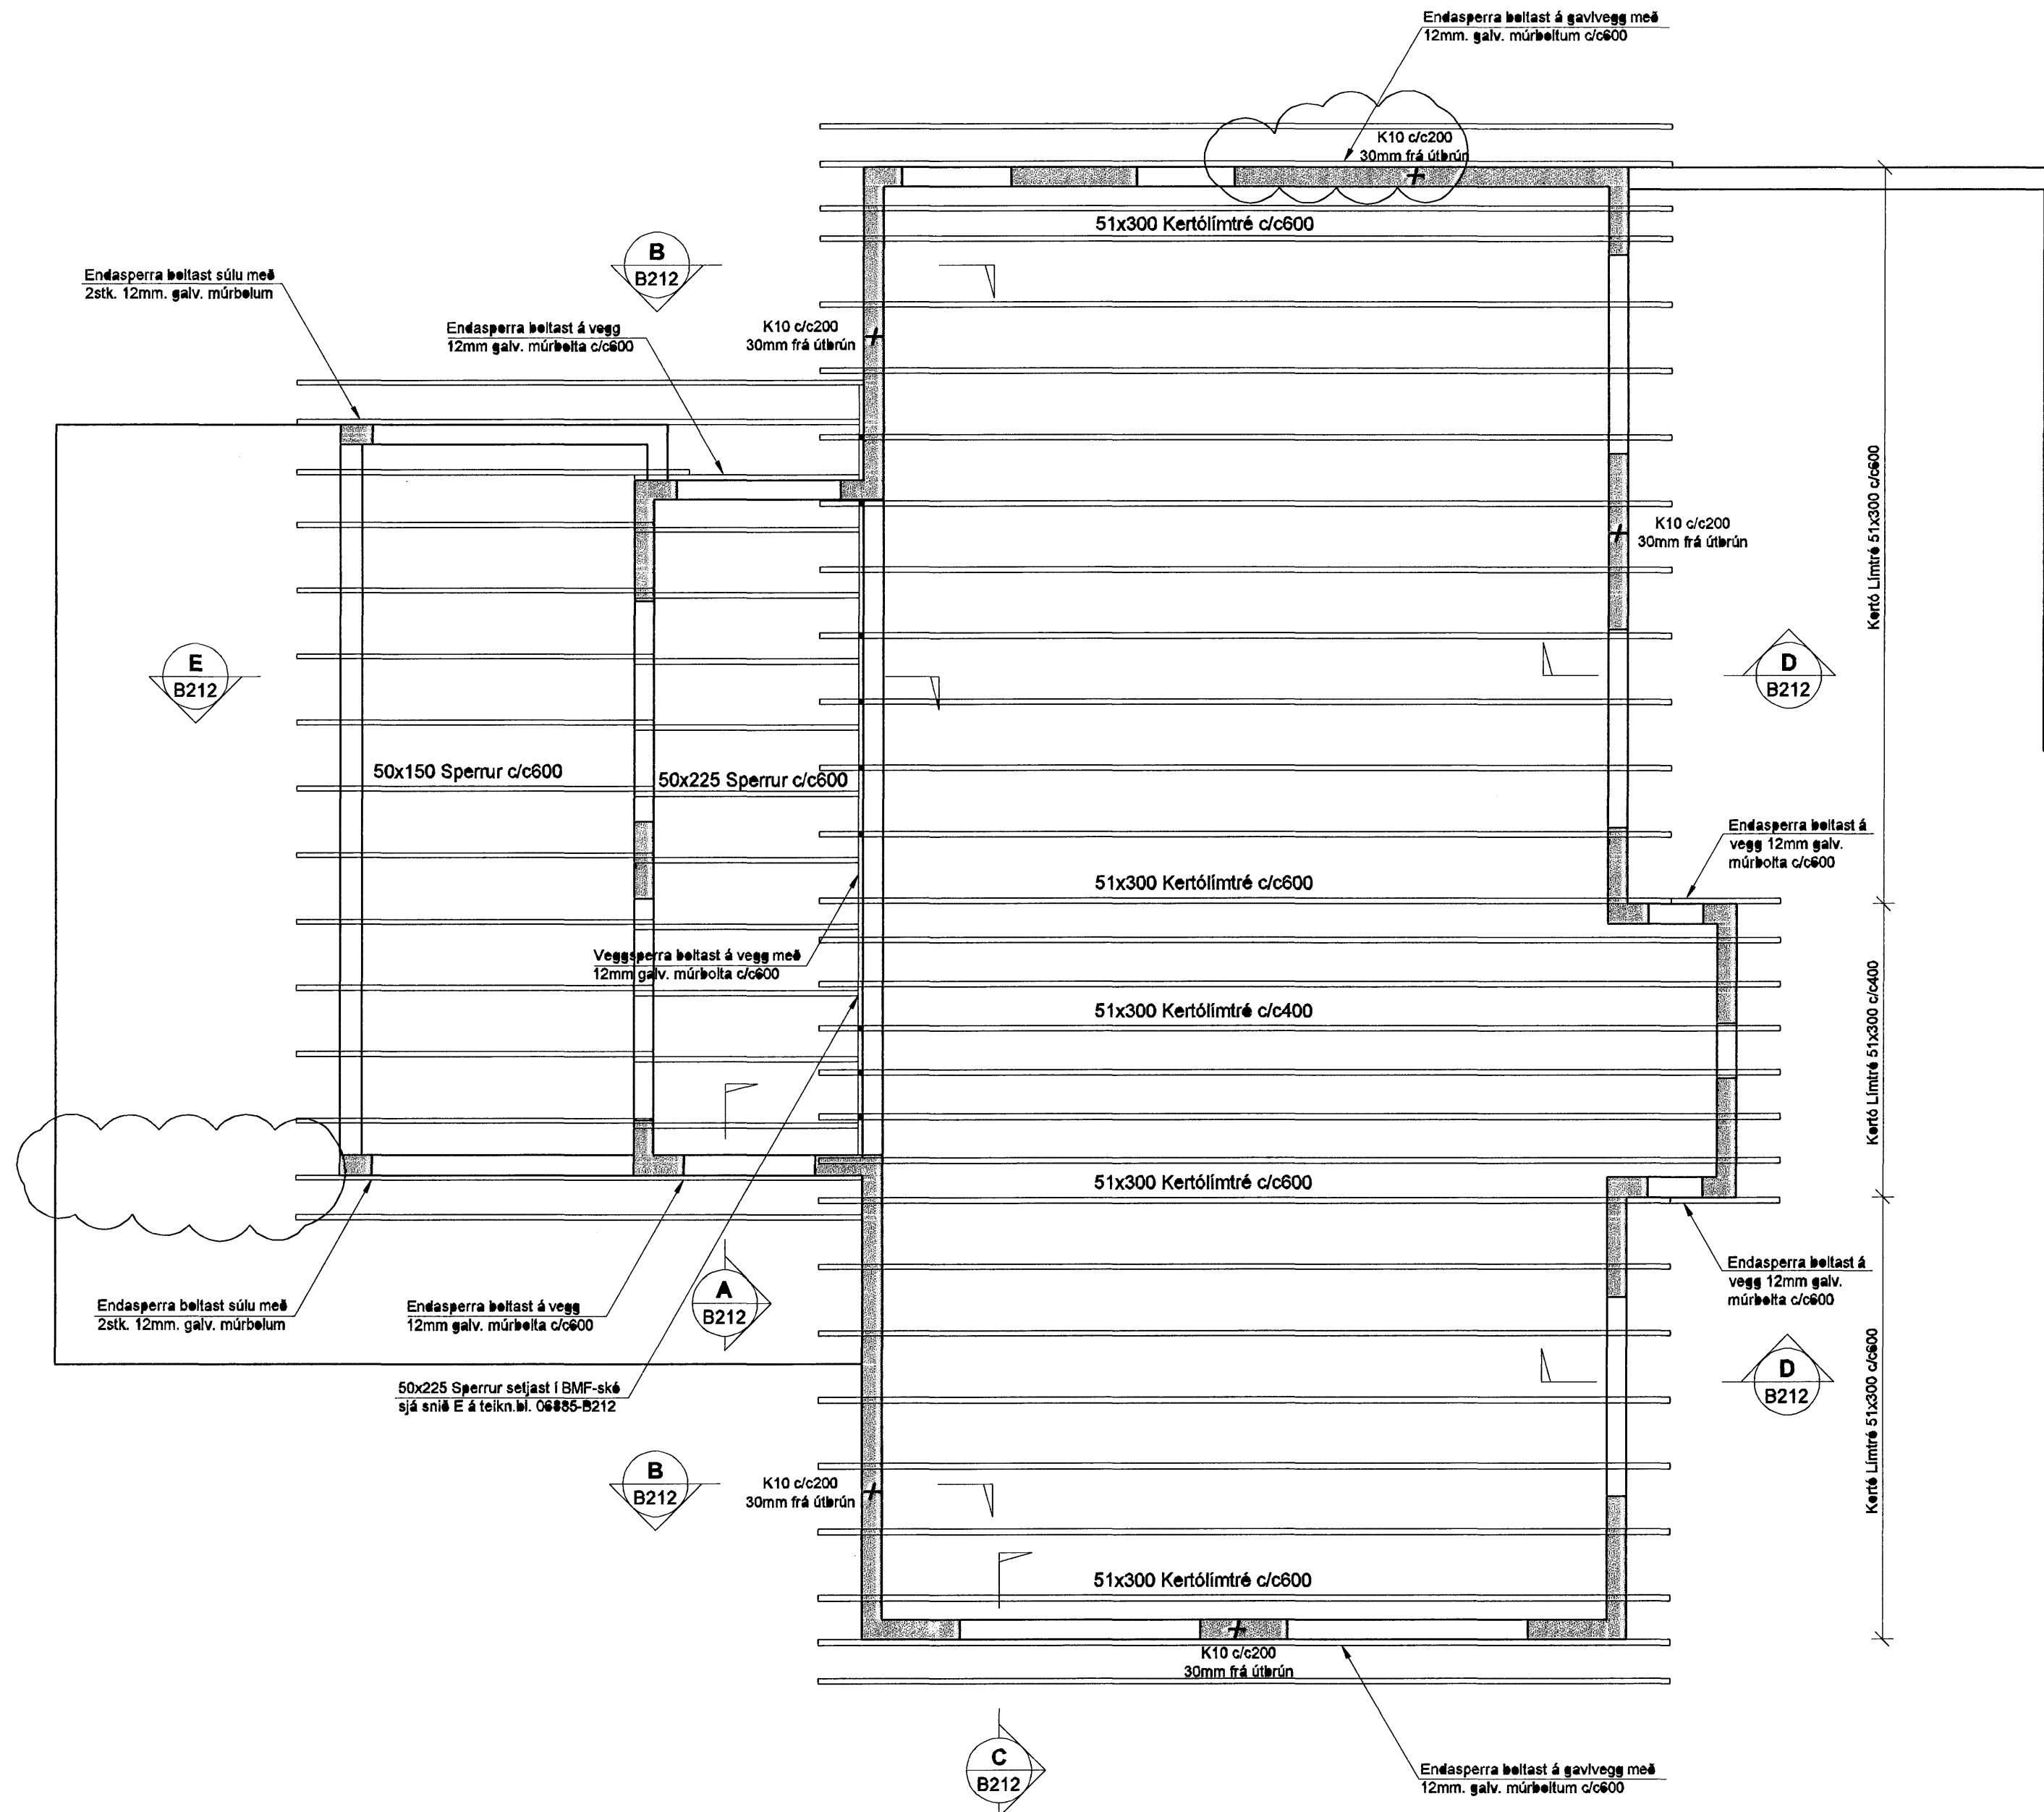 Endasperra boltast á gavlvegg með
12mm. galv. múrboltum c/c600
K10 c/c200
30mm frá útbrún
51x300 Kertólímtré c/c600
B
B212
Endasperra boltast súlu með
2stk. 12mm. galv. múrbolum
Endasperra boltast á vegg
12mm galv. múrbolta c/c600
K10 c/c200
30mm frá útbrún
Kertó Límtré 51x300 c/c600
K10 c/c200
30mm frá útbrún
E
B212
D
B212
50x150 Sperrur c/c600
50x225 Sperrur c/c600
Endasperra boltast á
vegg 12mm galv.
múrbolta c/c600
51x300 Kertólímtré c/c600
Veggsperra boltast á vegg með
12mm galv. múrbolta c/c600
51x300 Kertólímtré c/c400
Kertó Límtré 51x300 c/c400
51x300 Kertólímtré c/c600
Endasperra boltast á
vegg 12mm galv.
múrbolta c/c600
A
B212
Endasperra boltast súlu með
2stk. 12mm. galv. múrbolum
Endasperra boltast á vegg
12mm galv. múrbolta c/c600
50x225 Sperrur setjast í BMF-skó
sjá snið E á teikn.bl. 06885-B212
D
B212
Kertó Límtré 51x300 c/c600
B
B212
K10 c/c200
30mm frá útbrún
51x300 Kertólímtré c/c600
K10 c/c200
30mm frá útbrún
C
B212
Endasperra boltast á gavlvegg með
12mm. galv. múrboltum c/c600